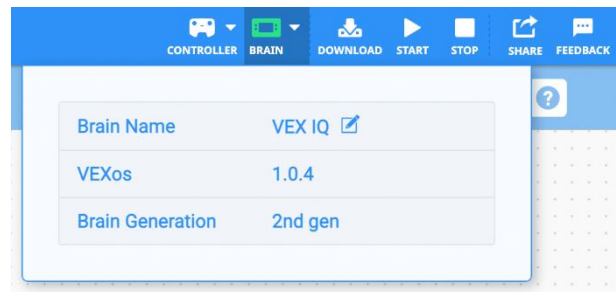 CONTROLLER BRAIN DOWNLOAD START STOP SHARE FEEDBACK
?
Brain Name VEX IQ
VEXos 1.0.4
Brain Generation 2nd gen